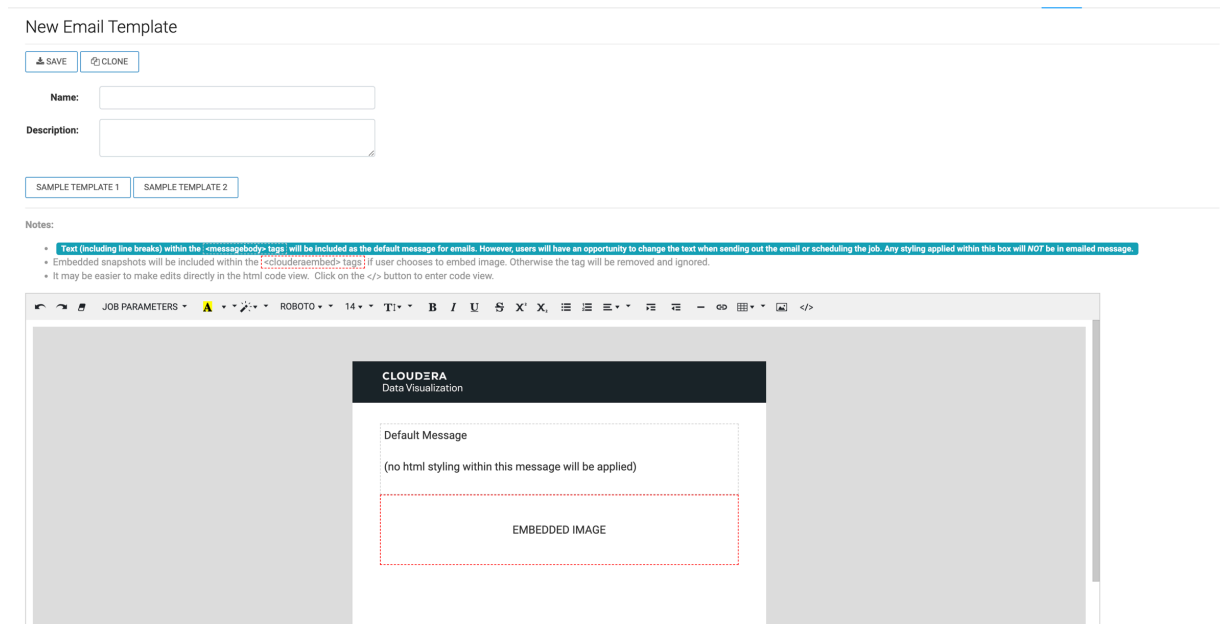 New Email Template
SAVE CLONE
Name:
Description:
SAMPLE TEMPLATE 1 SAMPLE TEMPLATE 2
Notes:
Text (including line breaks) within the <messagebody> tags will be included as the default message for emails. However, users will have an opportunity to change the text when sending out the email or scheduling the job. Any styling applied within this box will NOT be in emailed message.
Embedded snapshots will be included within the <clouderaembed> tags if user chooses to embed image. Otherwise the tag will be removed and ignored.
It may be easier to make edits directly in the html code view. Click on the </> button to enter code view.
JOB PARAMETERS A ROBOTO 14 TI B I U S X² Xₛ </>
CLOUDERA
Data Visualization
Default Message
(no html styling within this message will be applied)
EMBEDDED IMAGE